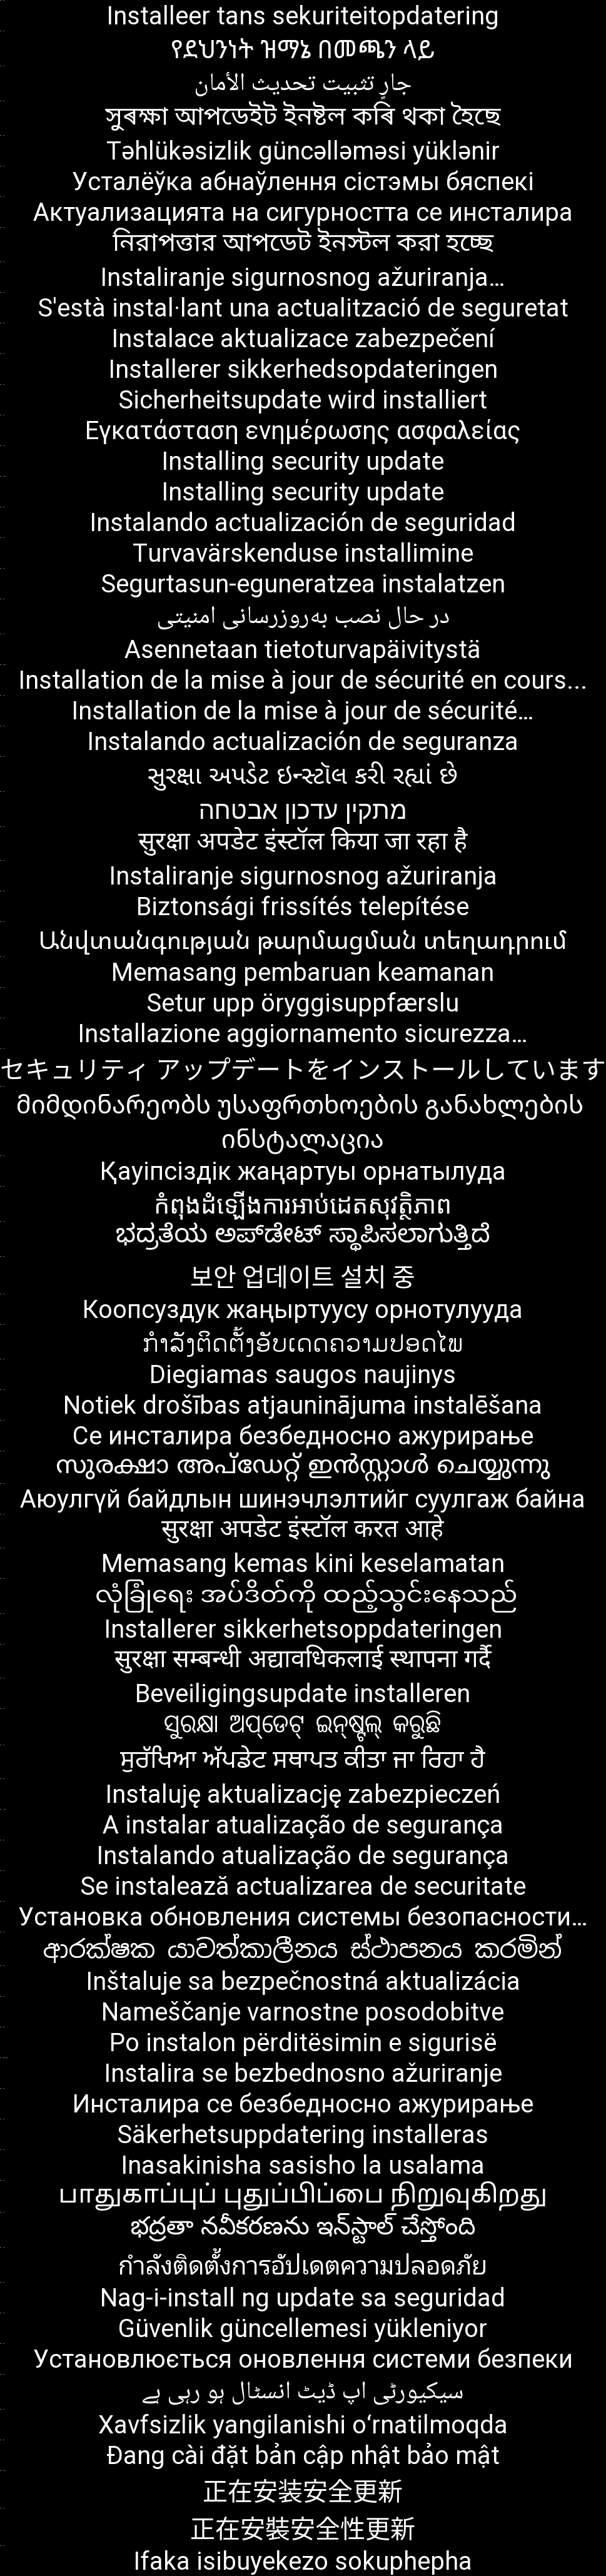 Installeer tans sekuriteitopdatering
የደህንነት ዝማኔ በመጫን ላይ
جارٍ تثبيت تحديث الأمان
সুৰক্ষা আপডেইট ইনষ্টল কৰি থকা হৈছে
Təhlükəsizlik güncəlləməsi yüklənir
Усталёўка абнаўлення сістэмы бяспекі
Актуализацията на сигурността се инсталира
নিরাপত্তার আপডেট ইনস্টল করা হচ্ছে
Instaliranje sigurnosnog ažuriranja…
S'està instal·lant una actualització de seguretat
Instalace aktualizace zabezpečení
Installerer sikkerhedsopdateringen
Sicherheitsupdate wird installiert
Εγκατάσταση ενημέρωσης ασφαλείας
Installing security update
Installing security update
Instalando actualización de seguridad
Turvavärskenduse installimine
Segurtasun-eguneratzea instalatzen
در حال نصب به‌روزرسانی امنیتی
Asennetaan tietoturvapäivitystä
Installation de la mise à jour de sécurité en cours...
Installation de la mise à jour de sécurité…
Instalando actualización de seguranza
સુરક્ષા અપડેટ ઇન્સ્ટૉલ કરી રહ્યાં છે
מתקין עדכון אבטחה
सुरक्षा अपडेट इंस्टॉल किया जा रहा है
Instaliranje sigurnosnog ažuriranja
Biztonsági frissítés telepítése
Անվտանգության թարմացման տեղադրում
Memasang pembaruan keamanan
Setur upp öryggisuppfærslu
Installazione aggiornamento sicurezza…
セキュリティ アップデートをインストールしています
მიმდინარეობს უსაფრთხოების განახლების
ინსტალაცია
Қауіпсіздік жаңартуы орнатылуда
កំពុងដំឡើងការអាប់ដេតសុវត្ថិភាព
ಭದ್ರತೆಯ ಅಪ್‌ಡೇಟ್‌ ಸ್ಥಾಪಿಸಲಾಗುತ್ತಿದೆ
보안 업데이트 설치 중
Коопсуздук жаңыртуусу орнотулууда
ກຳລັງຕິດຕັ້ງອັບເດດຄວາມປອດໄພ
Diegiamas saugos naujinys
Notiek drošības atjauninājuma instalēšana
Се инсталира безбедносно ажурирање
സുരക്ഷാ അപ്ഡേറ്റ് ഇൻസ്റ്റാൾ ചെയ്യുന്നു
Аюулгүй байдлын шинэчлэлтийг суулгаж байна
सुरक्षा अपडेट इंस्टॉल करत आहे
Memasang kemas kini keselamatan
လုံခြုံရေး အပ်ဒိတ်ကို ထည့်သွင်းနေသည်
Installerer sikkerhetsoppdateringen
सुरक्षा सम्बन्धी अद्यावधिकलाई स्थापना गर्दै
Beveiligingsupdate installeren
ସୁରକ୍ଷା ଅପ୍‌ଡେଟ୍‌ ଇନ୍‌ଷ୍ଟଲ୍‌ କରୁଛି
ਸੁਰੱਖਿਆ ਅੱਪਡੇਟ ਸਥਾਪਤ ਕੀਤਾ ਜਾ ਰਿਹਾ ਹੈ
Instaluję aktualizację zabezpieczeń
A instalar atualização de segurança
Instalando atualização de segurança
Se instalează actualizarea de securitate
Установка обновления системы безопасности…
ආරක්ෂක යාවත්කාලීනය ස්ථාපනය කරමින්
Inštaluje sa bezpečnostná aktualizácia
Nameščanje varnostne posodobitve
Po instalon përditësimin e sigurisë
Instalira se bezbednosno ažuriranje
Инсталира се безбедносно ажурирање
Säkerhetsuppdatering installeras
Inasakinisha sasisho la usalama
பாதுகாப்புப் புதுப்பிப்பை நிறுவுகிறது
భద్రతా నవీకరణను ఇన్‌స్టాల్ చేస్తోంది
กำลังติดตั้งการอัปเดตความปลอดภัย
Nag-i-install ng update sa seguridad
Güvenlik güncellemesi yükleniyor
Установлюється оновлення системи безпеки
سیکیورٹی اپ ڈیٹ انسٹال ہو رہی ہے
Xavfsizlik yangilanishi o‘rnatilmoqda
Đang cài đặt bản cập nhật bảo mật
正在安装安全更新
正在安裝安全性更新
Ifaka isibuyekezo sokuphepha